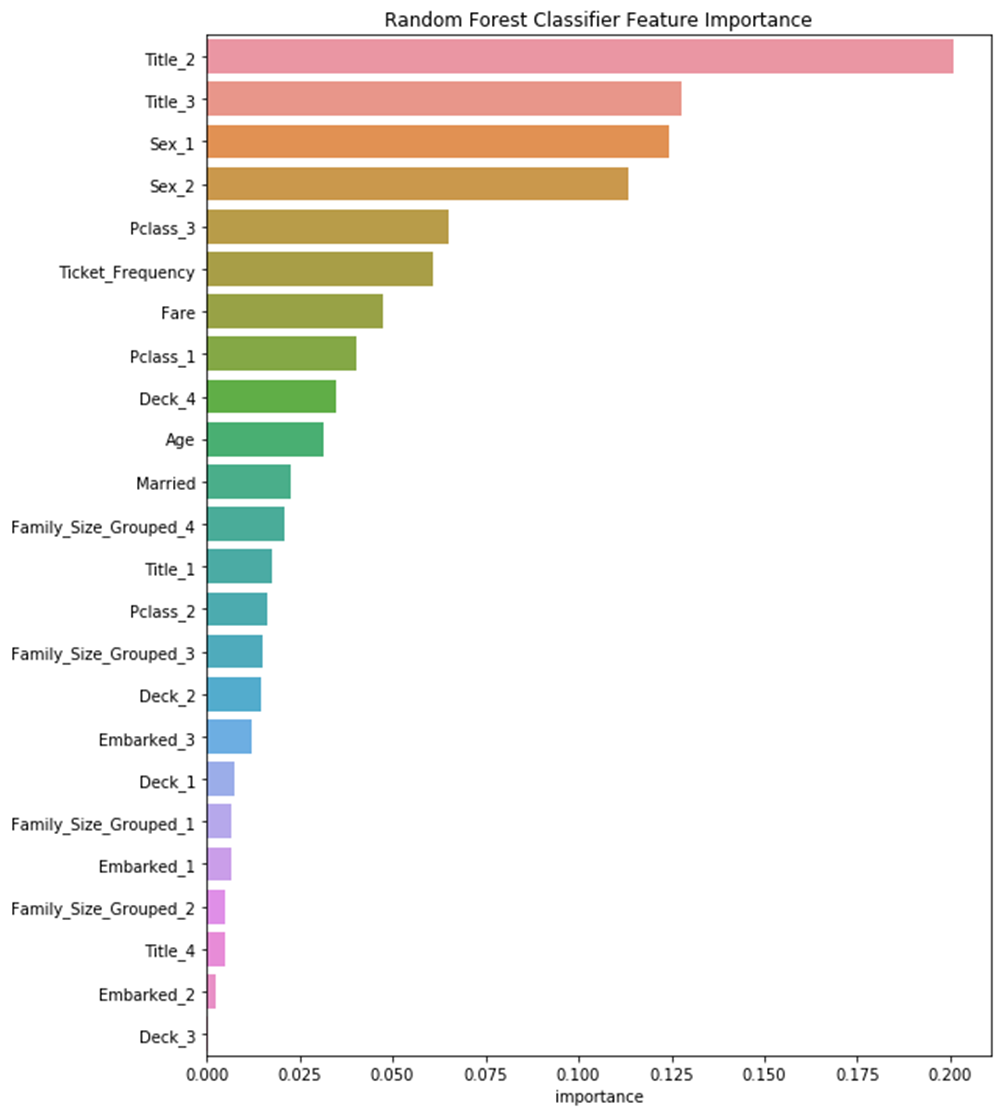 Random Forest Classifier Feature Importance
Title_2
Title_3
Sex_1
Sex_2
Pclass_3
Ticket_Frequency
Fare
Pclass_1
Deck_4
Age
Married
Family_Size_Grouped_4
Title_1
Pclass_2
Family_Size_Grouped_3
Deck_2
Embarked_3
Deck_1
Family_Size_Grouped_1
Embarked_1
Family_Size_Grouped_2
Title_4
Embarked_2
Deck_3
0.000 0.025 0.050 0.075 0.100 0.125 0.150 0.175 0.200
importance